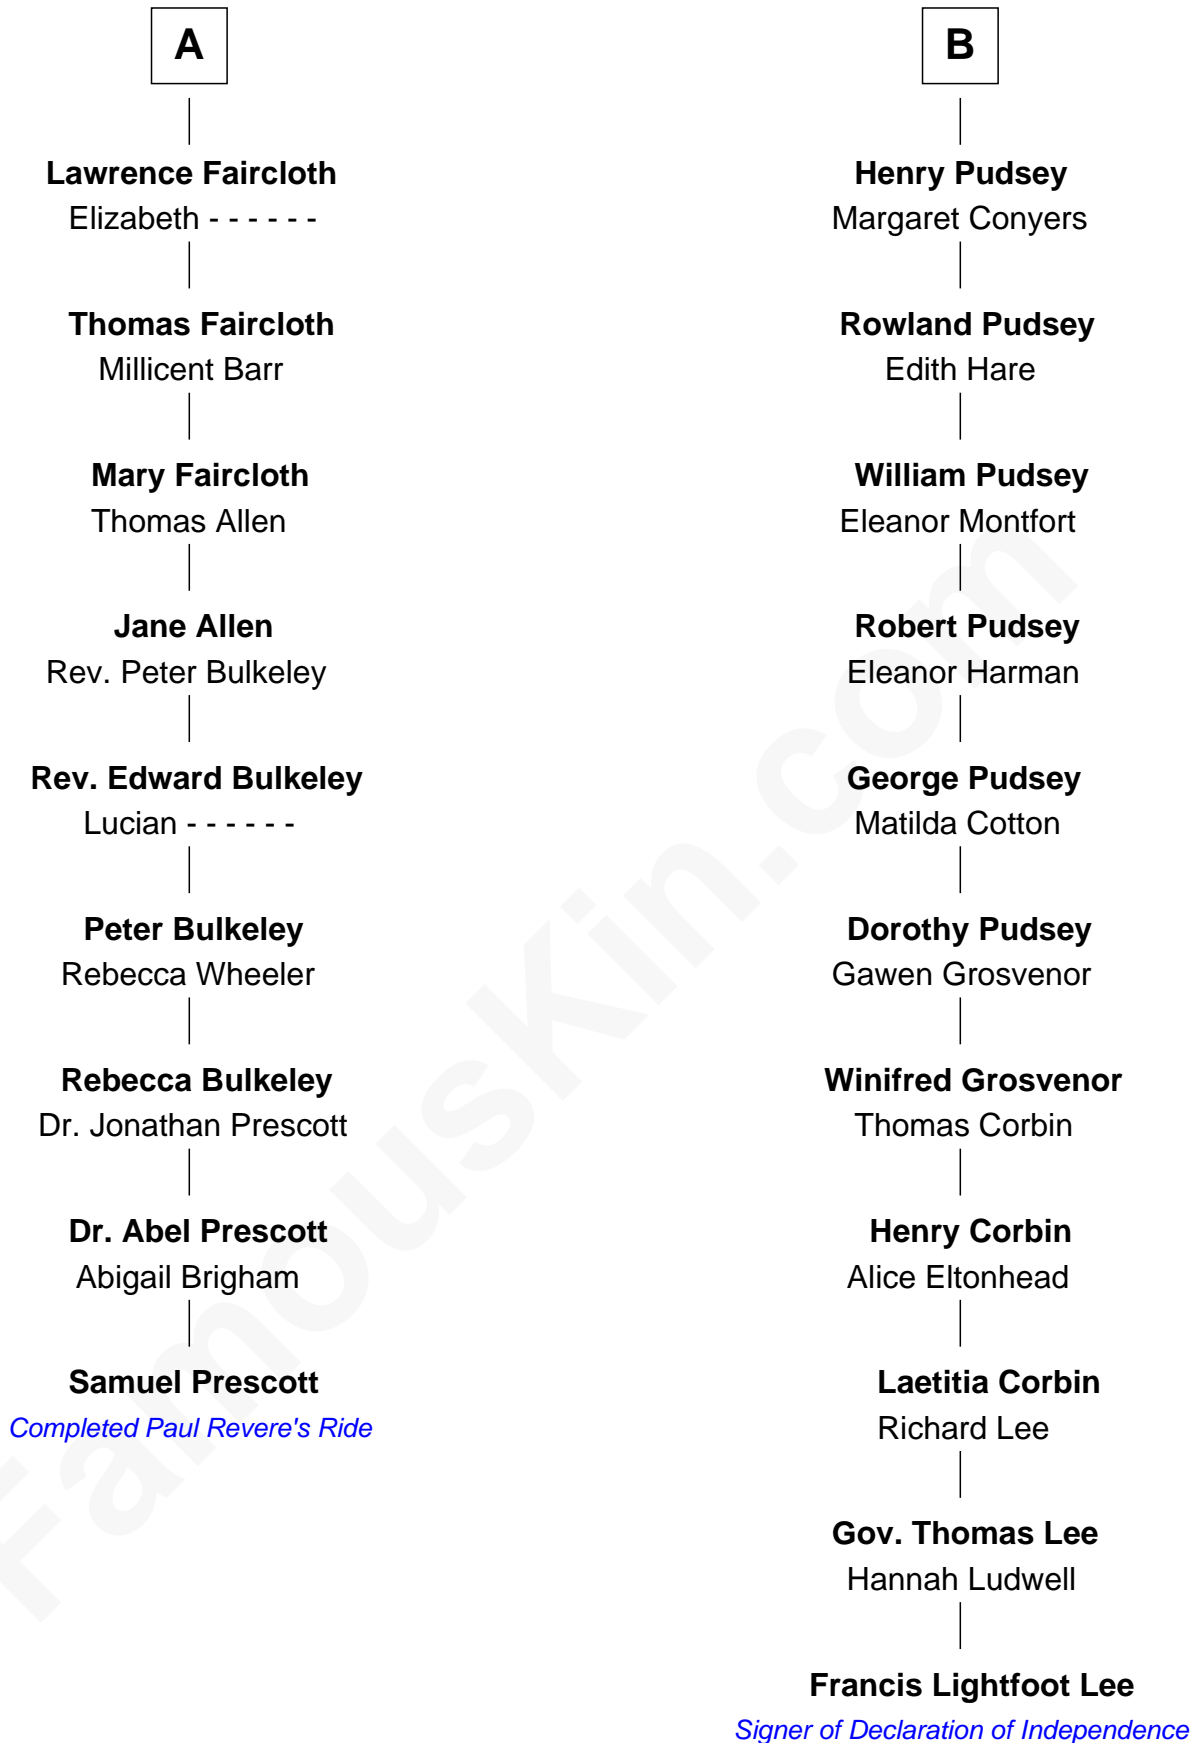 A
Lawrence Faircloth
Elizabeth - - - - - -
Thomas Faircloth
Millicent Barr
Mary Faircloth
Thomas Allen
Jane Allen
Rev. Peter Bulkeley
Rev. Edward Bulkeley
Lucian - - - - - -
Peter Bulkeley
Rebecca Wheeler
Rebecca Bulkeley
Dr. Jonathan Prescott
Dr. Abel Prescott
Abigail Brigham
Samuel Prescott
Completed Paul Revere's Ride
B
Henry Pudsey
Margaret Conyers
Rowland Pudsey
Edith Hare
William Pudsey
Eleanor Montfort
Robert Pudsey
Eleanor Harman
George Pudsey
Matilda Cotton
Dorothy Pudsey
Gawen Grosvenor
Winifred Grosvenor
Thomas Corbin
Henry Corbin
Alice Eltonhead
Laetitia Corbin
Richard Lee
Gov. Thomas Lee
Hannah Ludwell
Francis Lightfoot Lee
Signer of Declaration of Independence
FamousKin.com